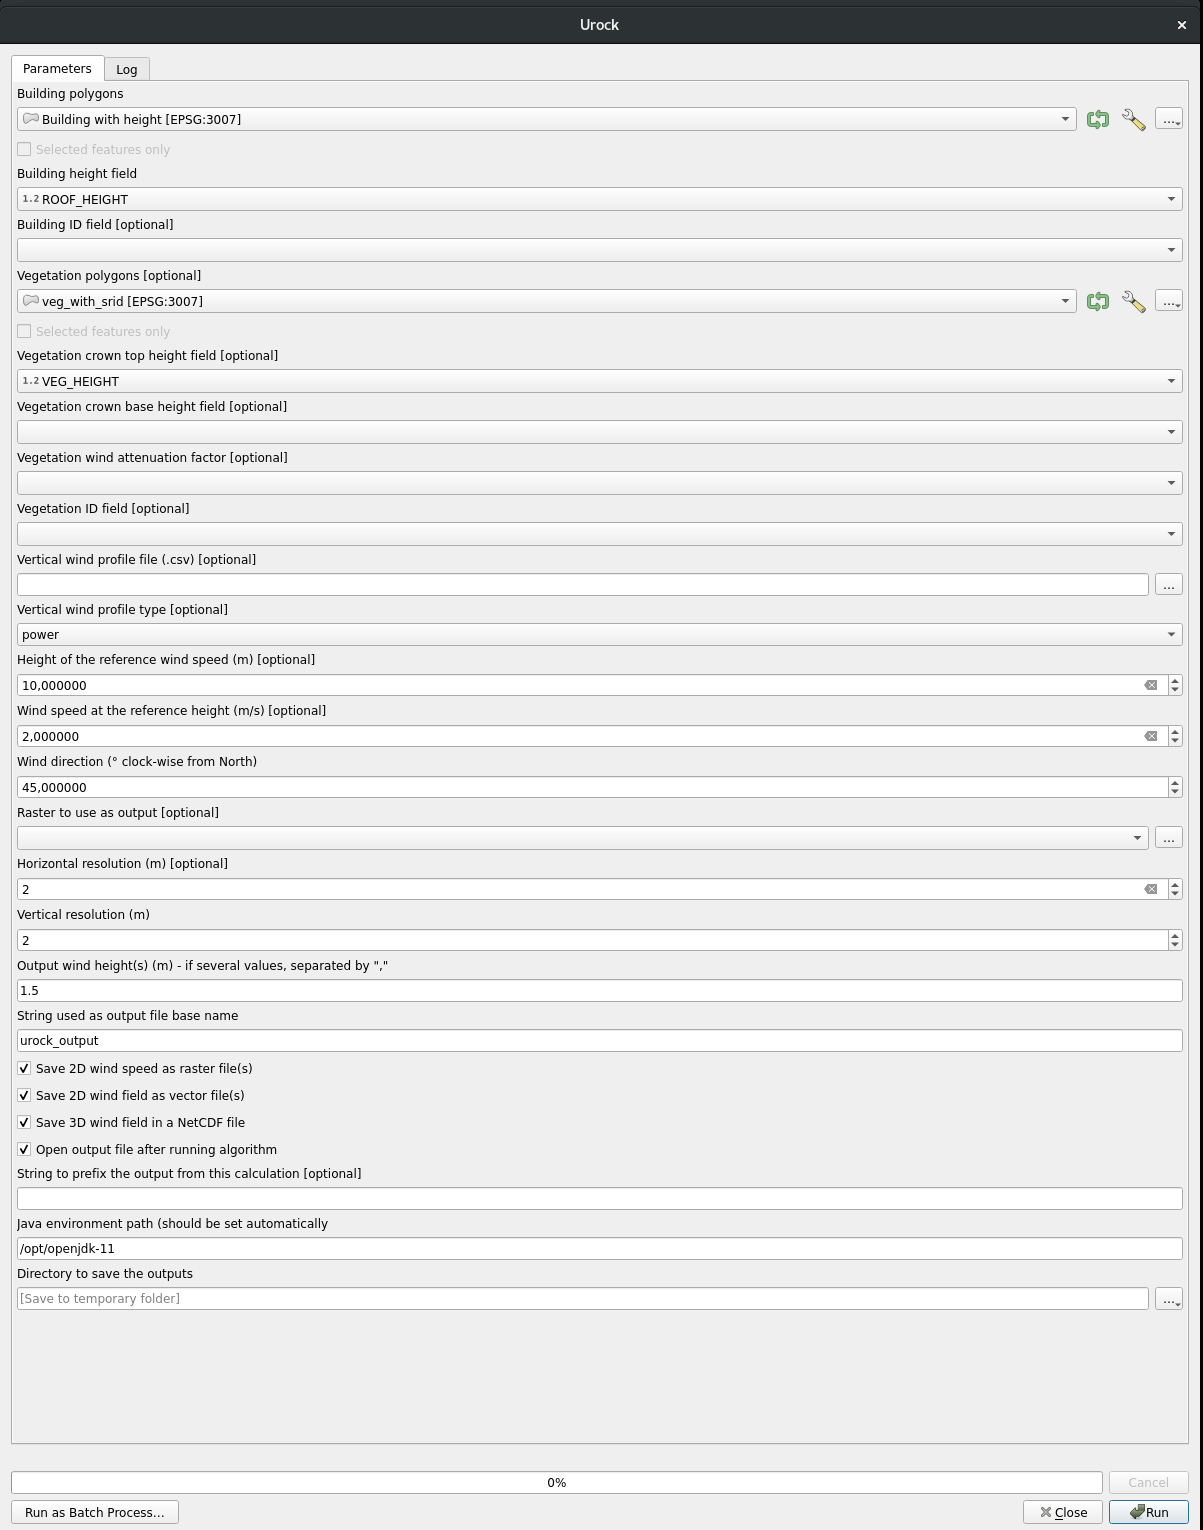 Urock
Parameters
Log
Building polygons
Building with height [EPSG:3007]
...
Selected features only
Building height field
1.2 ROOF_HEIGHT
Building ID field [optional]
Vegetation polygons [optional]
veg_with_srid [EPSG:3007]
...
Selected features only
Vegetation crown top height field [optional]
1.2 VEG_HEIGHT
Vegetation crown base height field [optional]
Vegetation wind attenuation factor [optional]
Vegetation ID field [optional]
Vertical wind profile file (.csv) [optional]
...
Vertical wind profile type [optional]
power
Height of the reference wind speed (m) [optional]
10,000000
Wind speed at the reference height (m/s) [optional]
2,000000
Wind direction (° clock-wise from North)
45,000000
Raster to use as output [optional]
...
Horizontal resolution (m) [optional]
2
Vertical resolution (m)
2
Output wind height(s) (m) - if several values, separated by ","
1.5
String used as output file base name
urock_output
Save 2D wind speed as raster file(s)
Save 2D wind field as vector file(s)
Save 3D wind field in a NetCDF file
Open output file after running algorithm
String to prefix the output from this calculation [optional]
Java environment path (should be set automatically
/opt/openjdk-11
Directory to save the outputs
[Save to temporary folder]
...
0%
Cancel
Run as Batch Process...
Close
Run